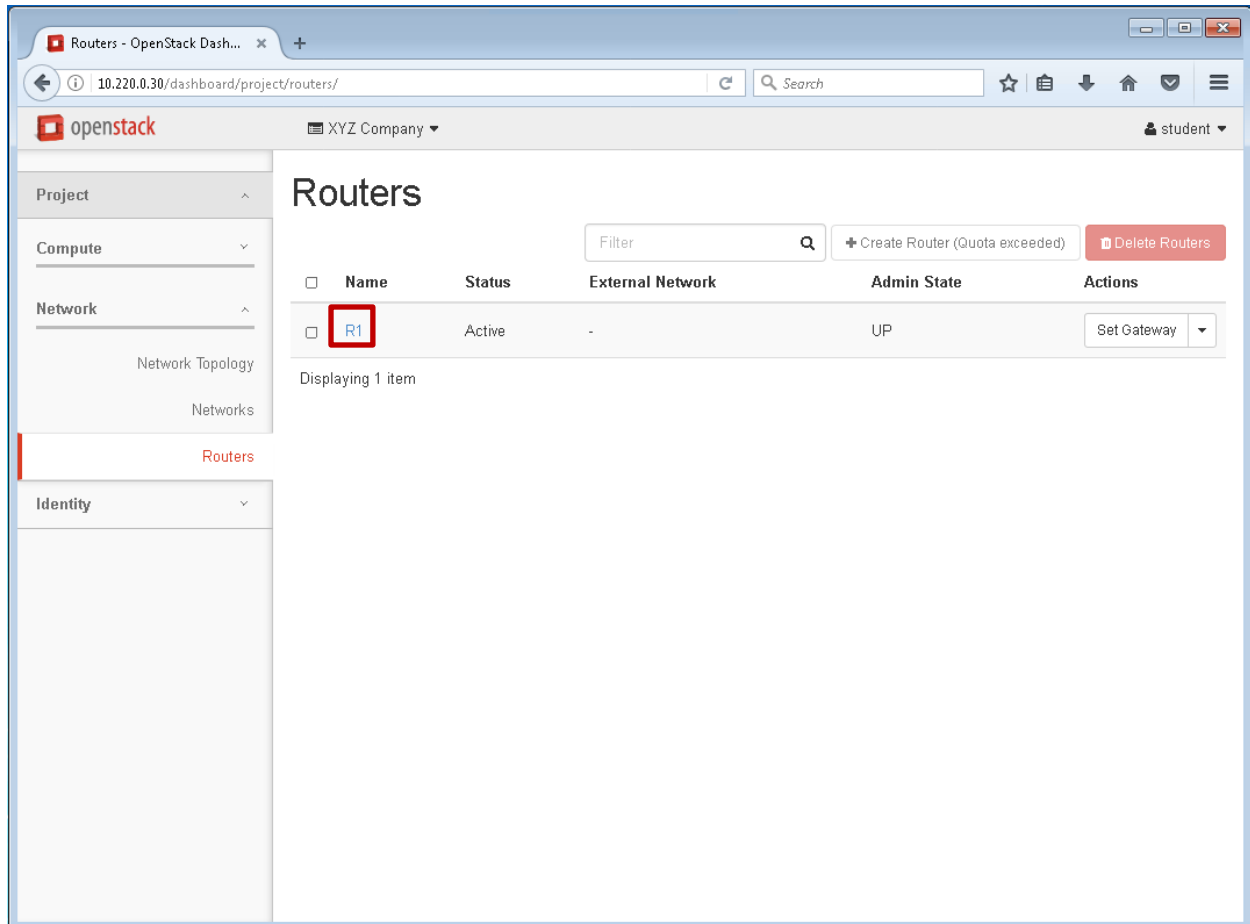 Routers - OpenStack Dash...
10.220.0.30/dashboard/project/routers/
Search
openstack
XYZ Company
student
Project
Compute
Network
Network Topology
Networks
Routers
Identity
Routers
Filter
Create Router (Quota exceeded)
Delete Routers
Name Status External Network Admin State Actions
R1 Active - UP Set Gateway
Displaying 1 item